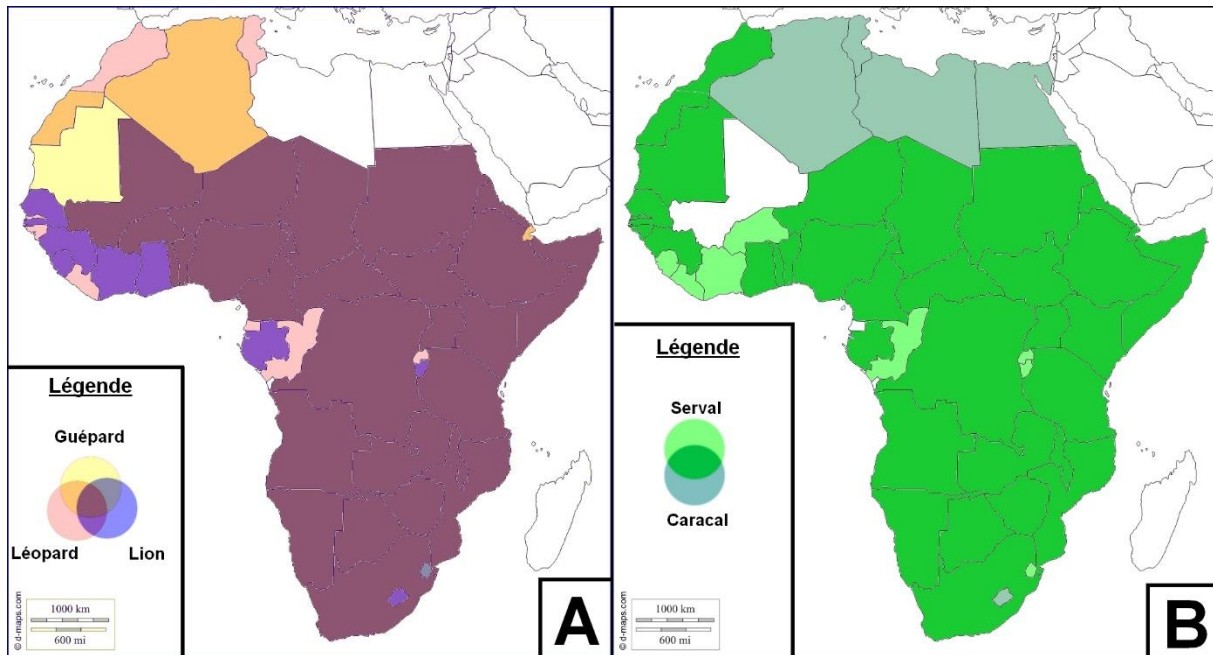 Légende
Guépard
Léopard
Lion
1000 km
600 mi
© d-maps.com
A
Légende
Serval
Caracal
1000 km
600 mi
© d-maps.com
B